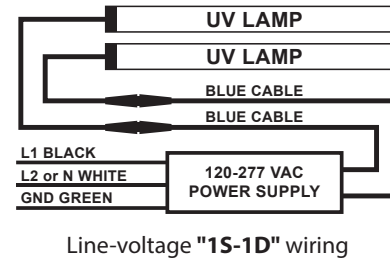 UV LAMP
UV LAMP
BLUE CABLE
BLUE CABLE
L1 BLACK
L2 or N WHITE
GND GREEN
120-277 VAC
POWER SUPPLY
Line-voltage "1S-1D" wiring